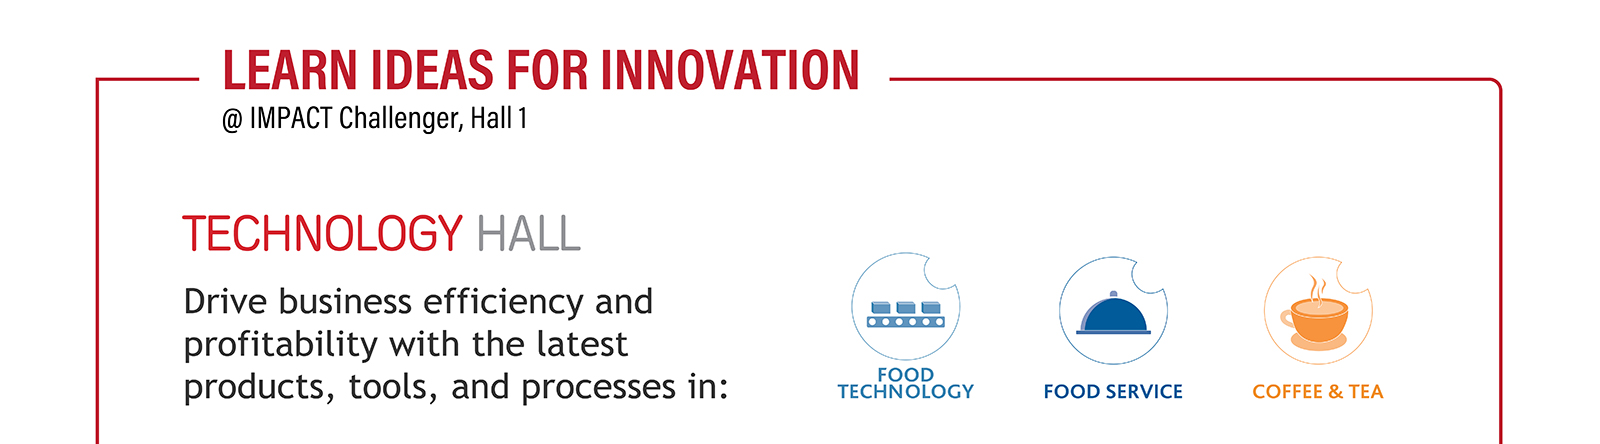 LEARN IDEAS FOR INNOVATION
@ IMPACT Challenger, Hall 1
TECHNOLOGY HALL
Drive business efficiency and
profitability with the latest
products, tools, and processes in:
FOOD
TECHNOLOGY
FOOD SERVICE
COFFEE & TEA